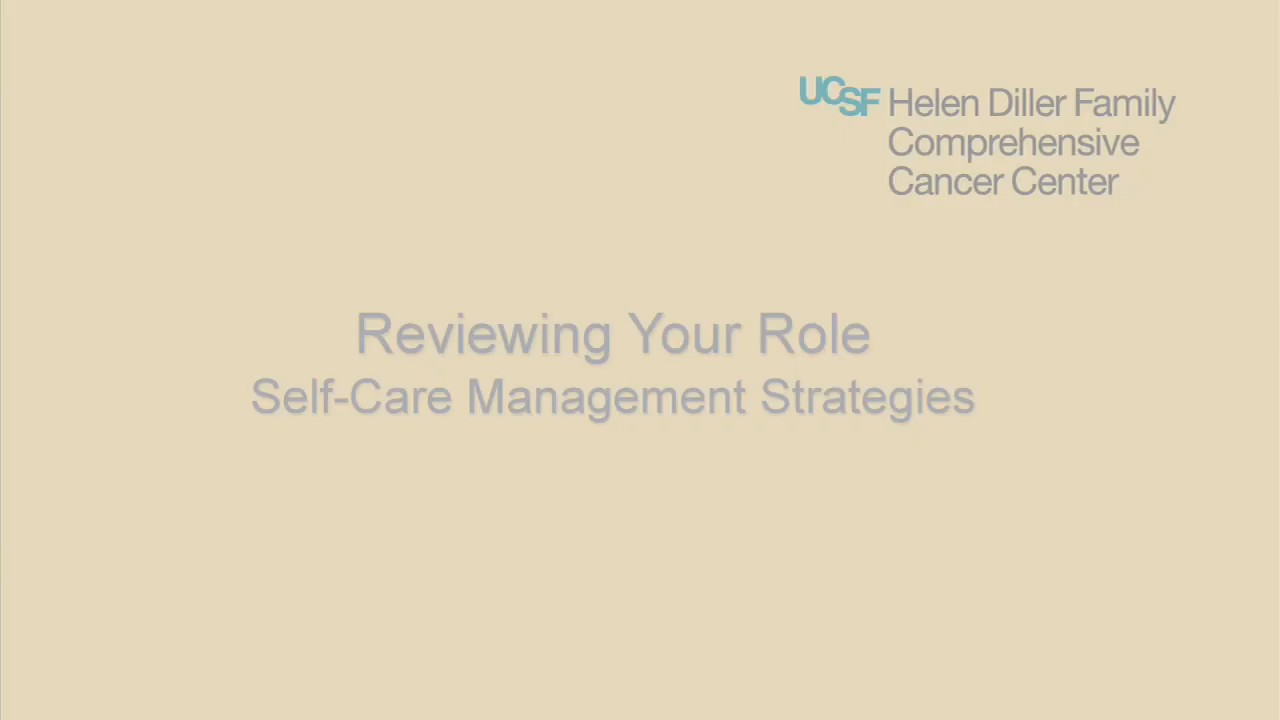 UCSF Helen Diller Family
Comprehensive
Cancer Center
Reviewing Your Role
Self-Care Management Strategies